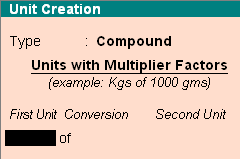 Unit Creation
Type : Compound
Units with Multiplier Factors
(example: Kgs of 1000 gms)
First Unit Conversion Second Unit
of